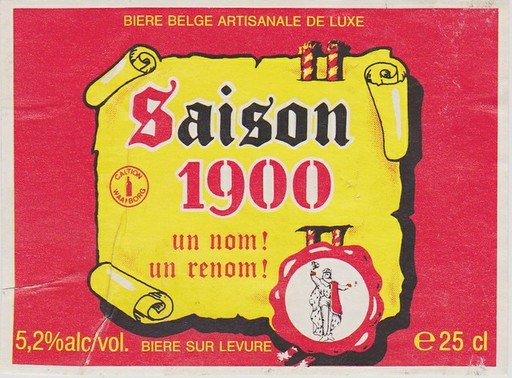 BIERE BELGE ARTISANALE DE LUXE
Saison
1900
CAUTION
WAARBORG
un nom!
un renom!
5,2%alc/vol. BIERE SUR LEVURE ℮ 25 cl